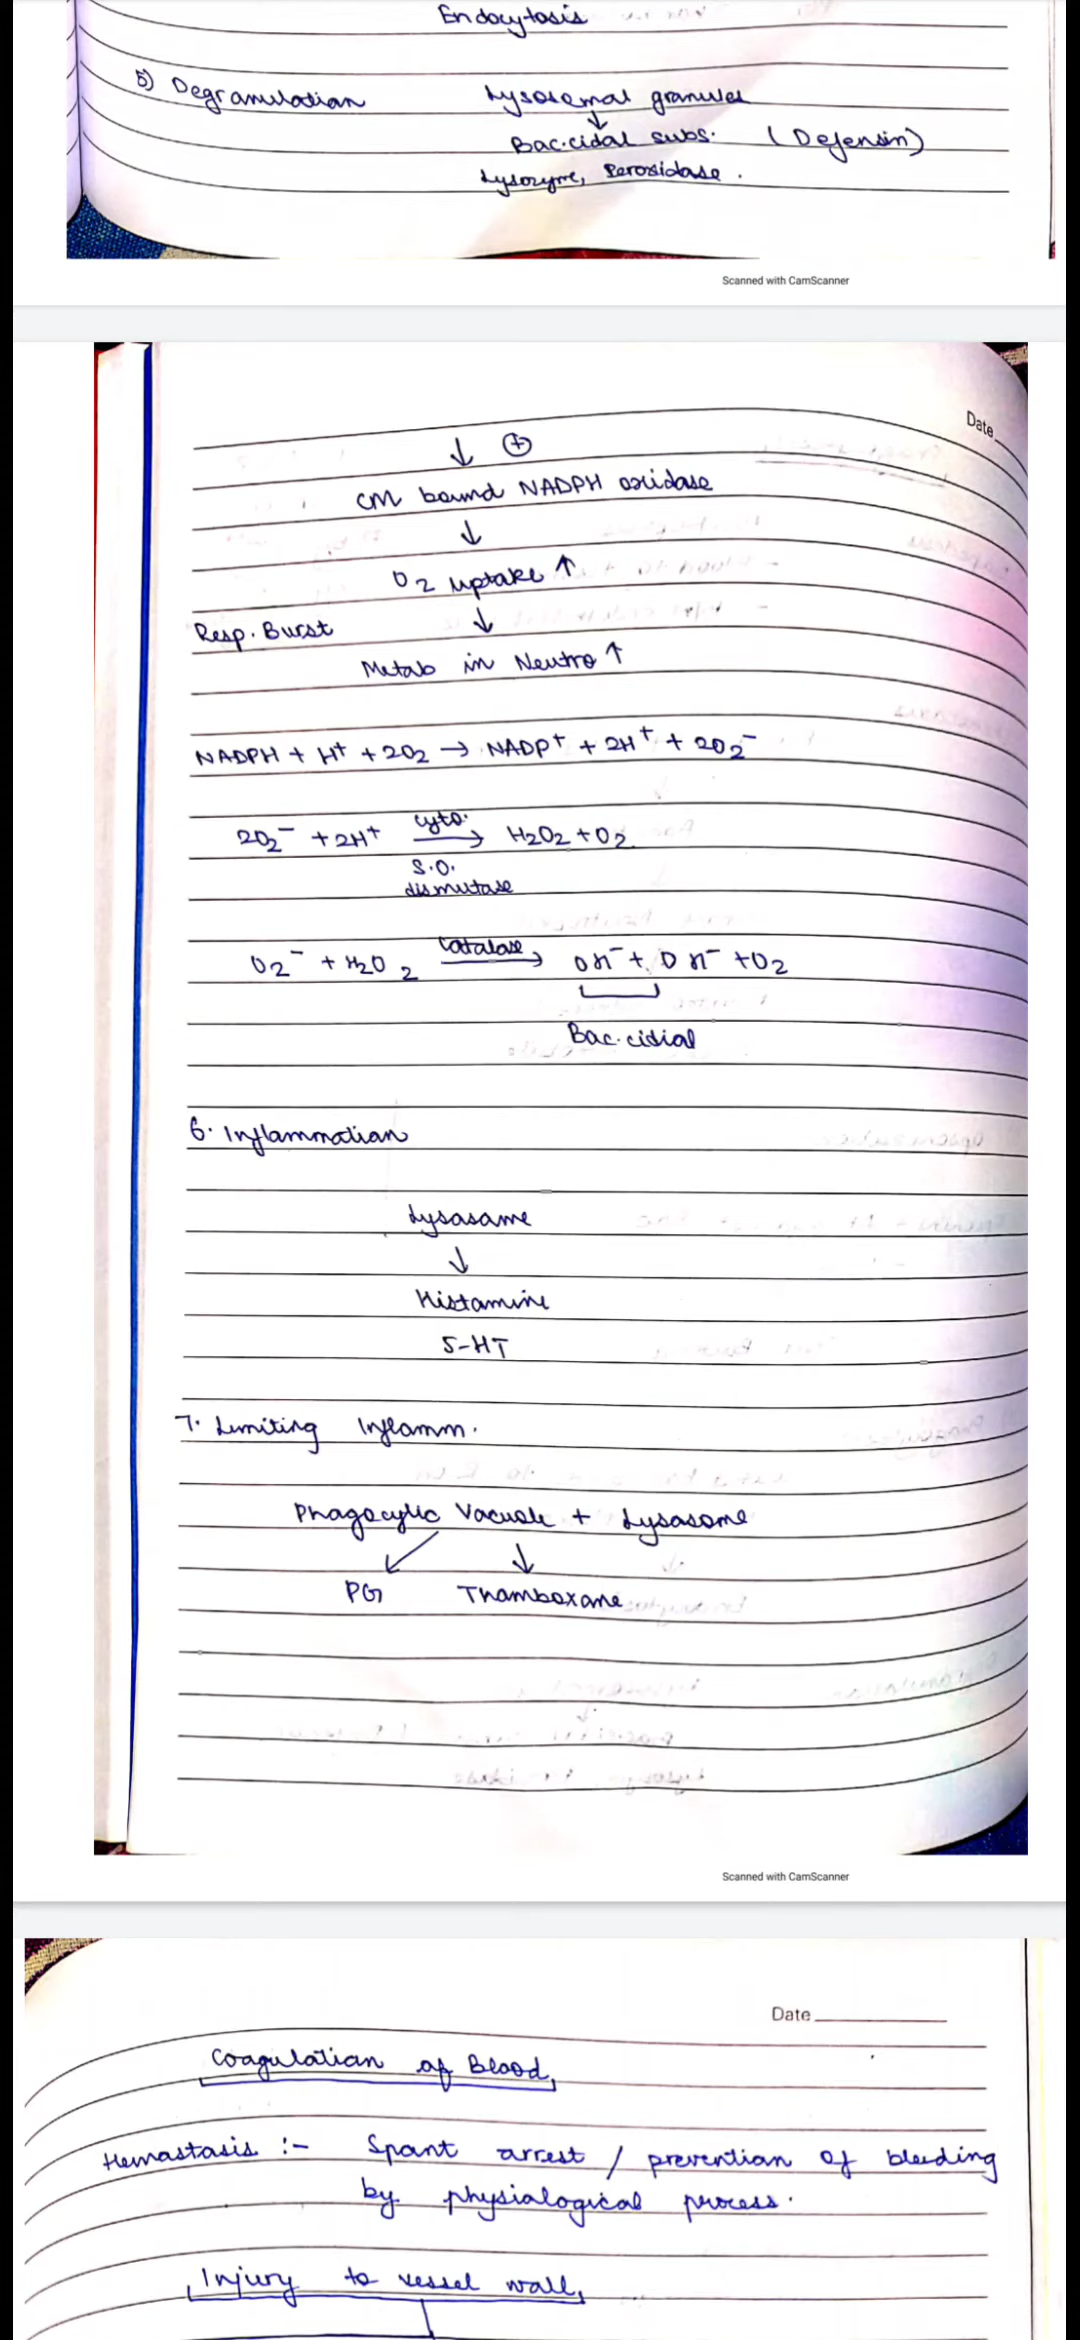 Endocytosis
5) Degranulation Lysosomal granules
↓
Bac.cidal subs. (Defensin)
Lysozyme, Peroxidase.
Scanned with CamScanner
Date
↓ ⊕
CM bound NADPH oxidase
↓
O2 uptake ↑
Resp. Burst ↓
Metab in Neutro ↑
NADPH + H+ + 2O2 → NADP+ + 2H+ + 2O2-
2O2- + 2H+ cyto. → H2O2 + O2
S.O.
dismutase
O2- + H2O2 catalase → OH- + OH- + O2
Bac.cidial
6. Inflammation
Lysosome
↓
Histamine
5-HT
7. Limiting Inflamm.
Phagocytic Vacuole + Lysosome
↙ ↓
PG Thamboxane
Scanned with CamScanner
Date
Coagulation of Blood
Hemostasis :- Spont arrest / prevention of bleeding
by physiological process.
Injury to vessel wall